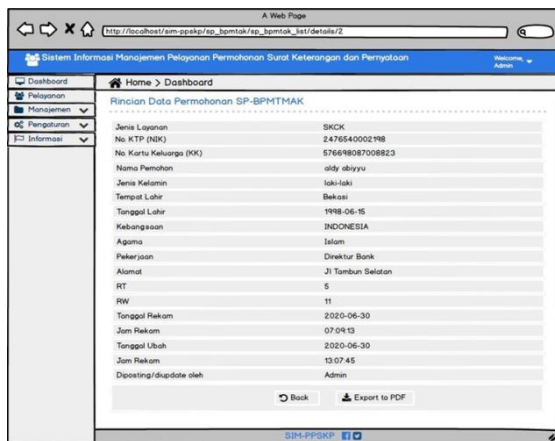 A Web Page
http://localhost/sim-ppskp/sp_bpmtak/sp_bpmtak_list/details/2
Sistem Informasi Manajemen Pelayanan Permohonan Surat Keterangan dan Pernyataan
Welcome, Admin
Dashboard
Pelayanan
Manajemen
Pengaturan
Informasi
Home > Dashboard
Rincian Data Permohonan SP-BPMTMAK
Jenis Layanan SKCK
No. KTP (NIK) 2476540002198
No. Kartu Keluarga (KK) 576698087008823
Nama Pemohon aldy abiyyu
Jenis Kelamin laki-laki
Tempat Lahir Bekasi
Tanggal Lahir 1998-06-15
Kebangsaan INDONESIA
Agama Islam
Pekerjaan Direktur Bank
Alamat Jl Tambun Selatan
RT 5
RW 11
Tanggal Rekam 2020-06-30
Jam Rekam 07:09:13
Tanggal Ubah 2020-06-30
Jam Rekam 13:07:45
Diposting/diupdate oleh Admin
Back Export to PDF
SIM-PPSKP